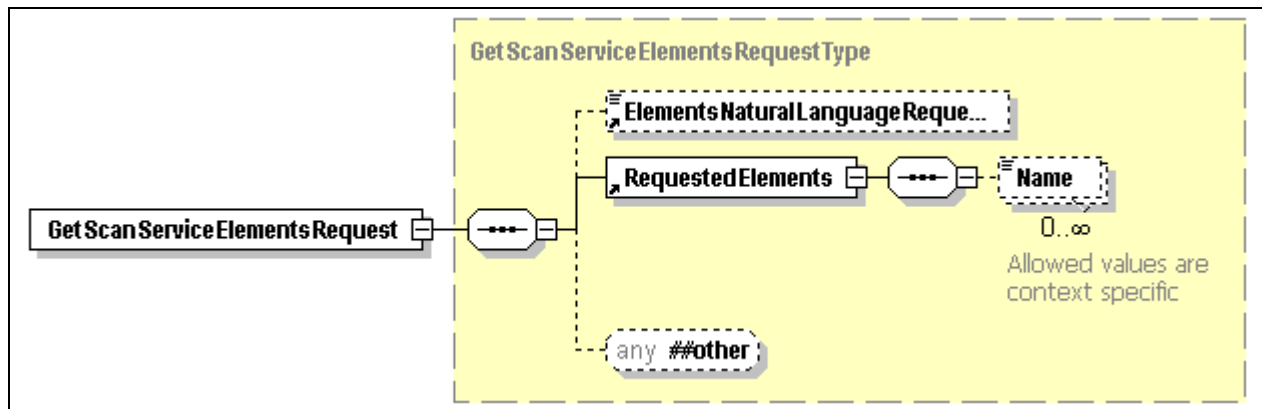 GetScanServiceElementsRequestType
ElementsNaturalLanguageReque...
RequestedElements
Name
GetScanServiceElementsRequest
0..∞
Allowed values are
context specific
any ##other